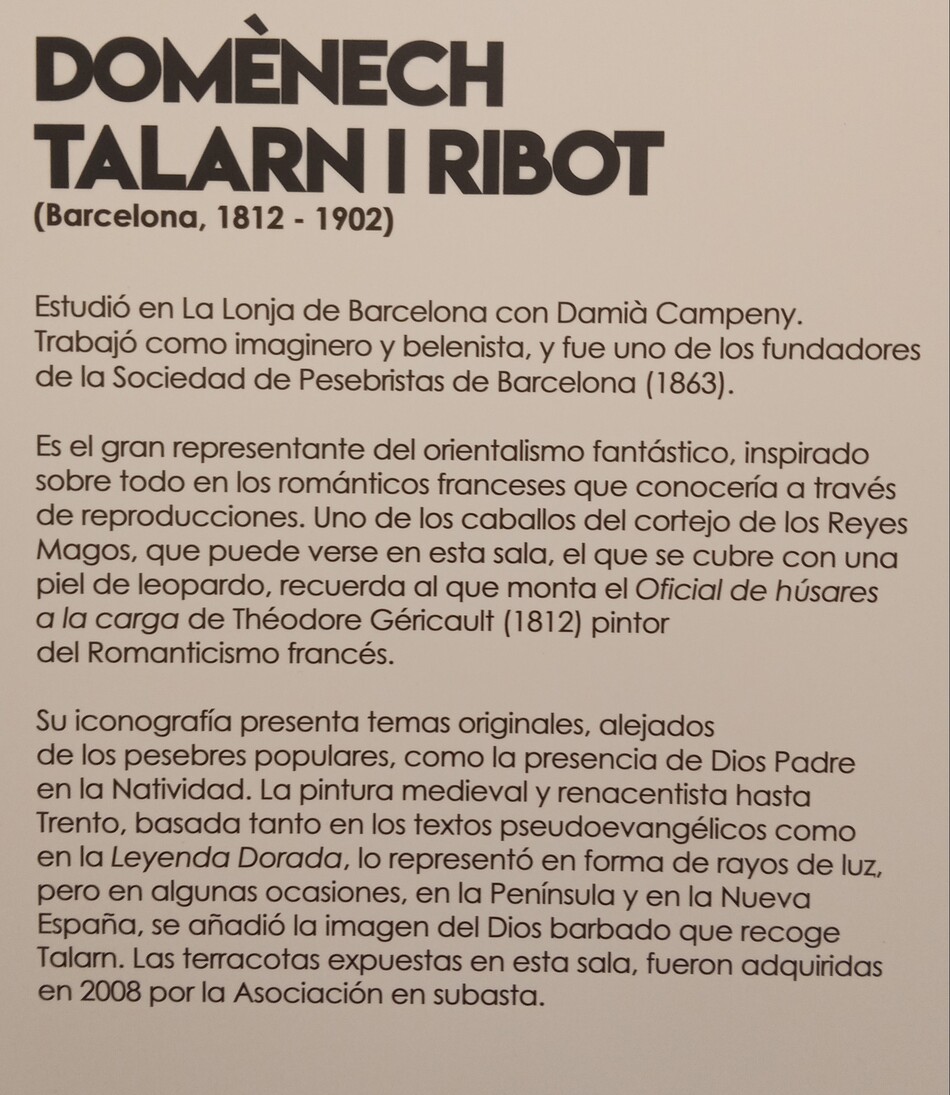 DOMÈNECH
TALARN I RIBOT
(Barcelona, 1812 - 1902)
Estudió en La Lonja de Barcelona con Damià Campeny.
Trabajó como imaginero y belenista, y fue uno de los fundadores
de la Sociedad de Pesebristas de Barcelona (1863).
Es el gran representante del orientalismo fantástico, inspirado
sobre todo en los románticos franceses que conocería a través
de reproducciones. Uno de los caballos del cortejo de los Reyes
Magos, que puede verse en esta sala, el que se cubre con una
piel de leopardo, recuerda al que monta el Oficial de húsares
a la carga de Théodore Géricault (1812) pintor
del Romanticismo francés.
Su iconografía presenta temas originales, alejados
de los pesebres populares, como la presencia de Dios Padre
en la Natividad. La pintura medieval y renacentista hasta
Trento, basada tanto en los textos pseudoevangélicos como
en la Leyenda Dorada, lo representó en forma de rayos de luz,
pero en algunas ocasiones, en la Península y en la Nueva
España, se añadió la imagen del Dios barbado que recoge
Talarn. Las terracotas expuestas en esta sala, fueron adquiridas
en 2008 por la Asociación en subasta.